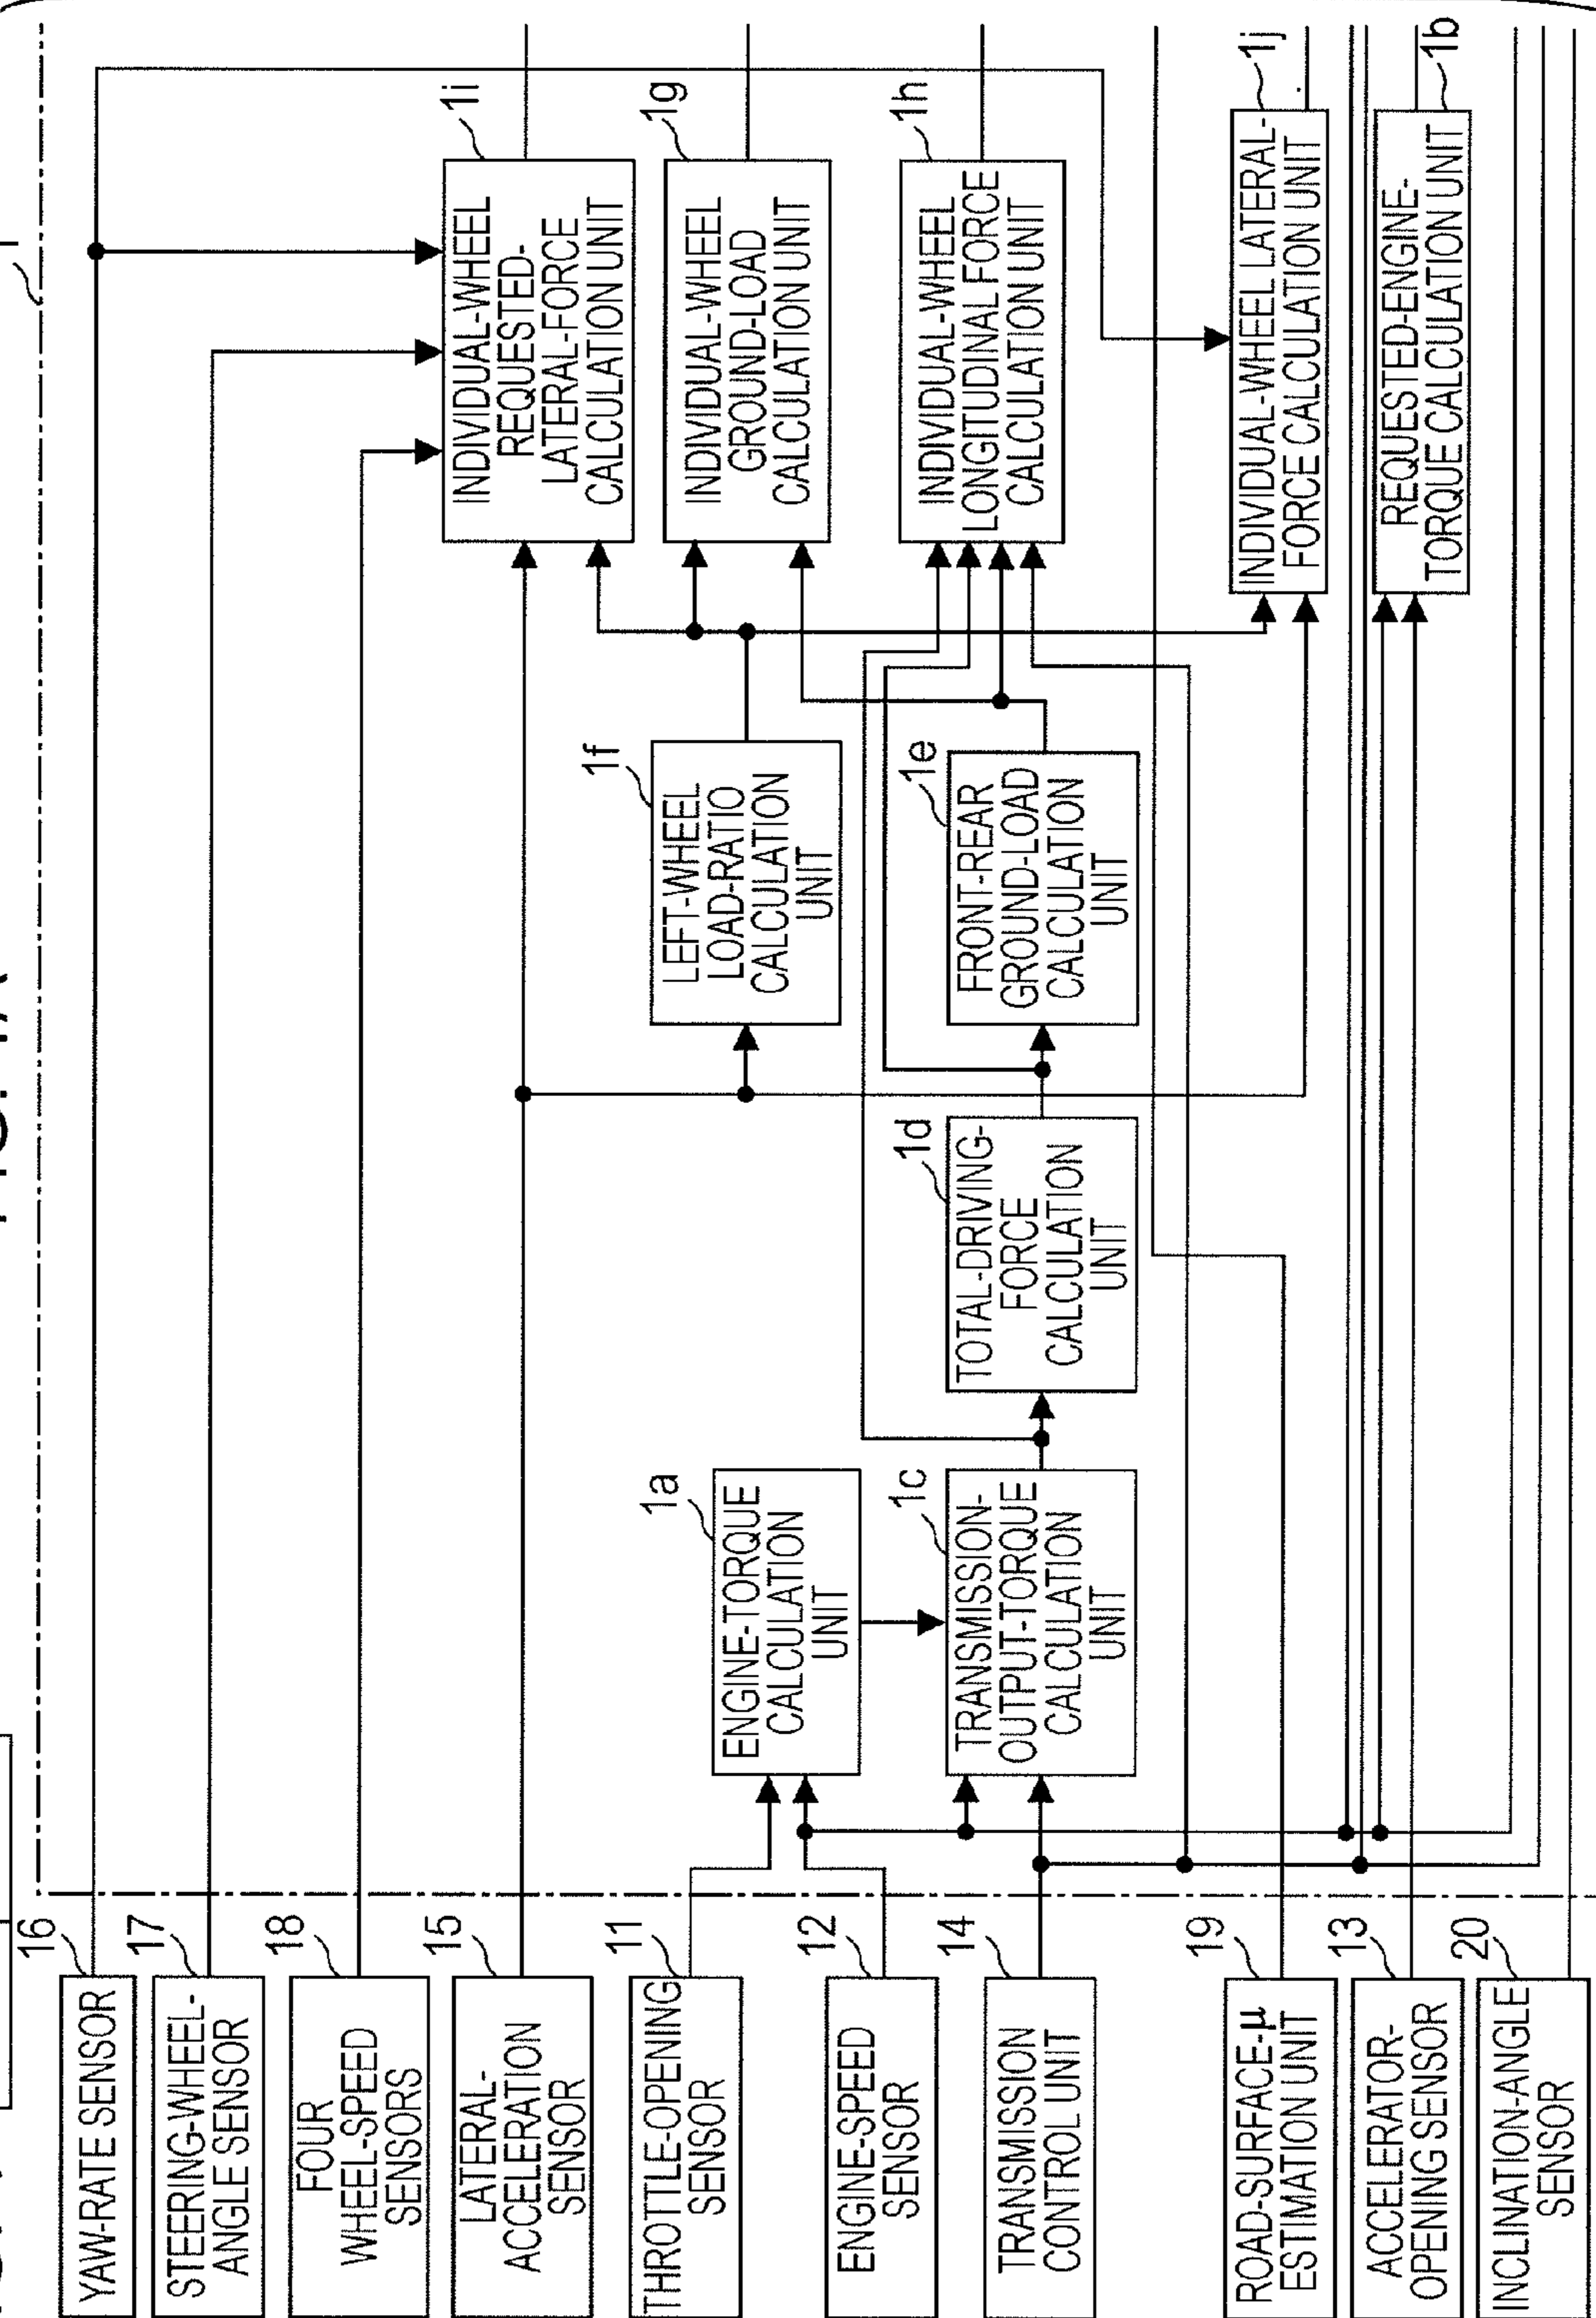 16
YAW-RATE SENSOR
17
STEERING-WHEEL-
ANGLE SENSOR
18
FOUR
WHEEL-SPEED
SENSORS
15
LATERAL-
ACCELERATION
SENSOR
11
THROTTLE-OPENING
SENSOR
12
ENGINE-SPEED
SENSOR
14
TRANSMISSION
CONTROL UNIT
19
ROAD-SURFACE-μ
ESTIMATION UNIT
13
ACCELERATOR-
OPENING SENSOR
20
INCLINATION-ANGLE
SENSOR
1a
ENGINE-TORQUE
CALCULATION
UNIT
1c
TRANSMISSION-
OUTPUT-TORQUE
CALCULATION
UNIT
1d
TOTAL-DRIVING-
FORCE
CALCULATION
UNIT
1f
LEFT-WHEEL
LOAD-RATIO
CALCULATION
UNIT
1e
FRONT-REAR
GROUND-LOAD
CALCULATION
UNIT
1i
INDIVIDUAL-WHEEL
REQUESTED-
LATERAL-FORCE
CALCULATION UNIT
1g
INDIVIDUAL-WHEEL
GROUND-LOAD
CALCULATION UNIT
1h
INDIVIDUAL-WHEEL
LONGITUDINAL FORCE
CALCULATION UNIT
1j
INDIVIDUAL-WHEEL LATERAL-
FORCE CALCULATION UNIT
1b
REQUESTED-ENGINE-
TORQUE CALCULATION UNIT